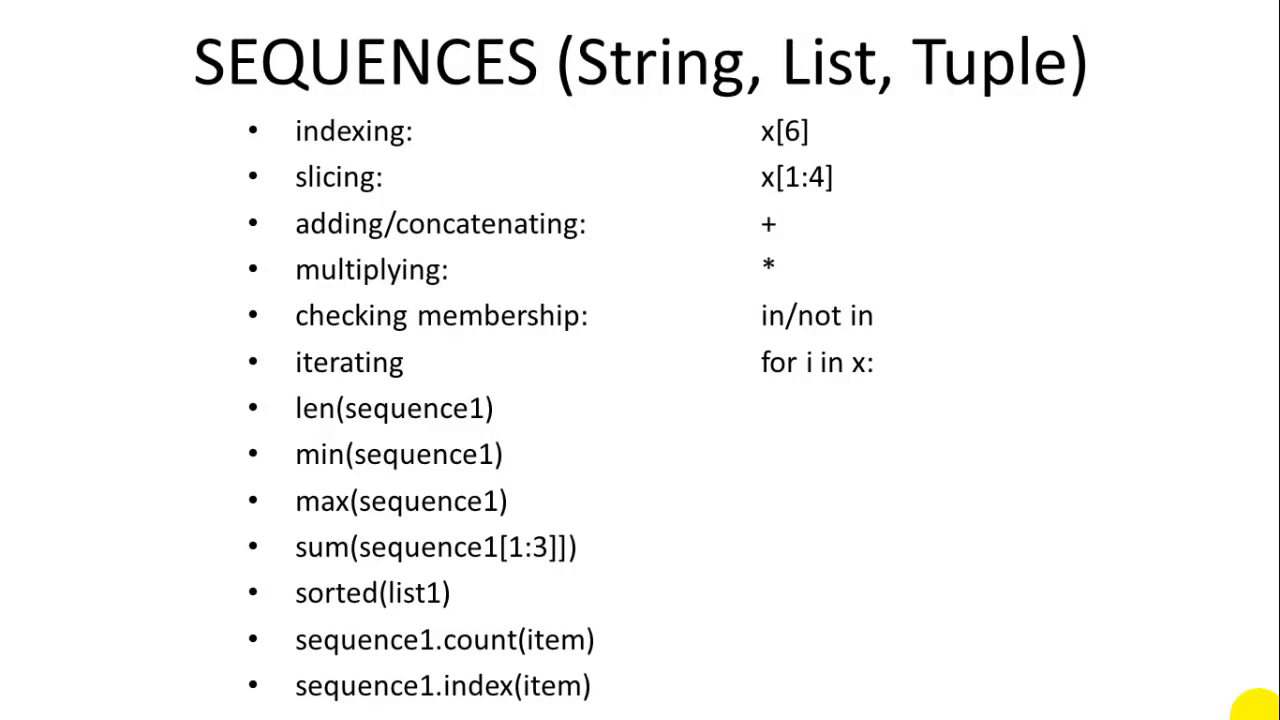 SEQUENCES (String, List, Tuple)
• indexing: x[6]
• slicing: x[1:4]
• adding/concatenating: +
• multiplying: *
• checking membership: in/not in
• iterating for i in x:
• len(sequence1)
• min(sequence1)
• max(sequence1)
• sum(sequence1[1:3]])
• sorted(list1)
• sequence1.count(item)
• sequence1.index(item)